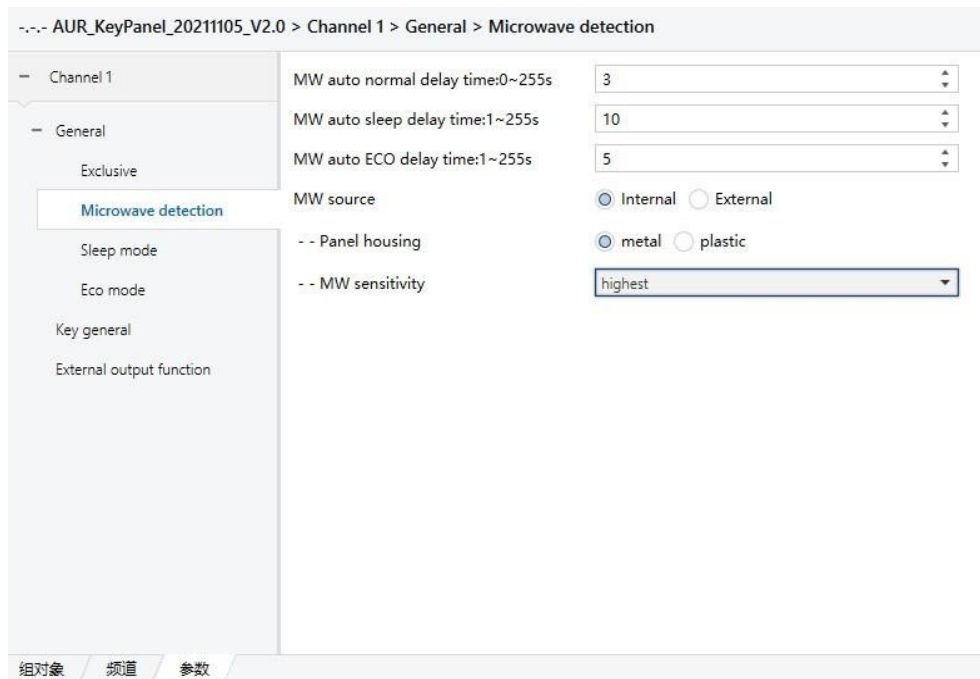 -.-.- AUR_KeyPanel_20211105_V2.0 > Channel 1 > General > Microwave detection
Channel 1
General
Exclusive
Microwave detection
Sleep mode
Eco mode
Key general
External output function
MW auto normal delay time:0~255s
3
MW auto sleep delay time:1~255s
10
MW auto ECO delay time:1~255s
5
MW source
Internal External
- - Panel housing
metal plastic
- - MW sensitivity
highest
组对象 频道 参数